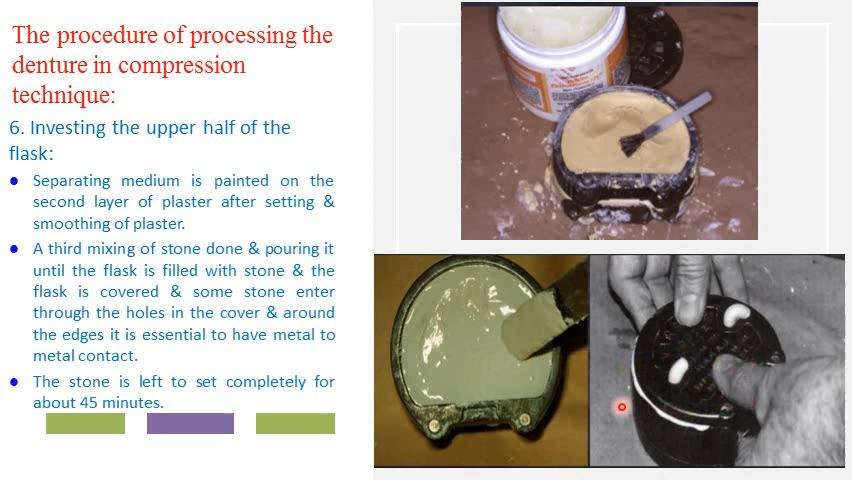 The procedure of processing the
denture in compression
technique:
6. Investing the upper half of the
flask:
● Separating medium is painted on the
second layer of plaster after setting &
smoothing of plaster.
● A third mixing of stone done & pouring it
until the flask is filled with stone & the
flask is covered & some stone enter
through the holes in the cover & around
the edges it is essential to have metal to
metal contact.
● The stone is left to set completely for
about 45 minutes.